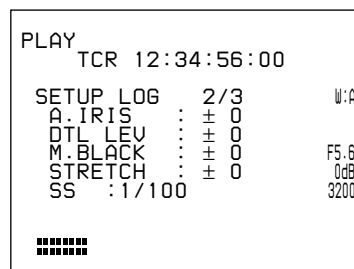 PLAY
TCR 12:34:56:00
SETUP LOG 2/3
W:A
A.IRIS : ± 0
DTL LEV : ± 0
M.BLACK : ± 0
F5.6
STRETCH : ± 0
0dB
SS :1/100
3200